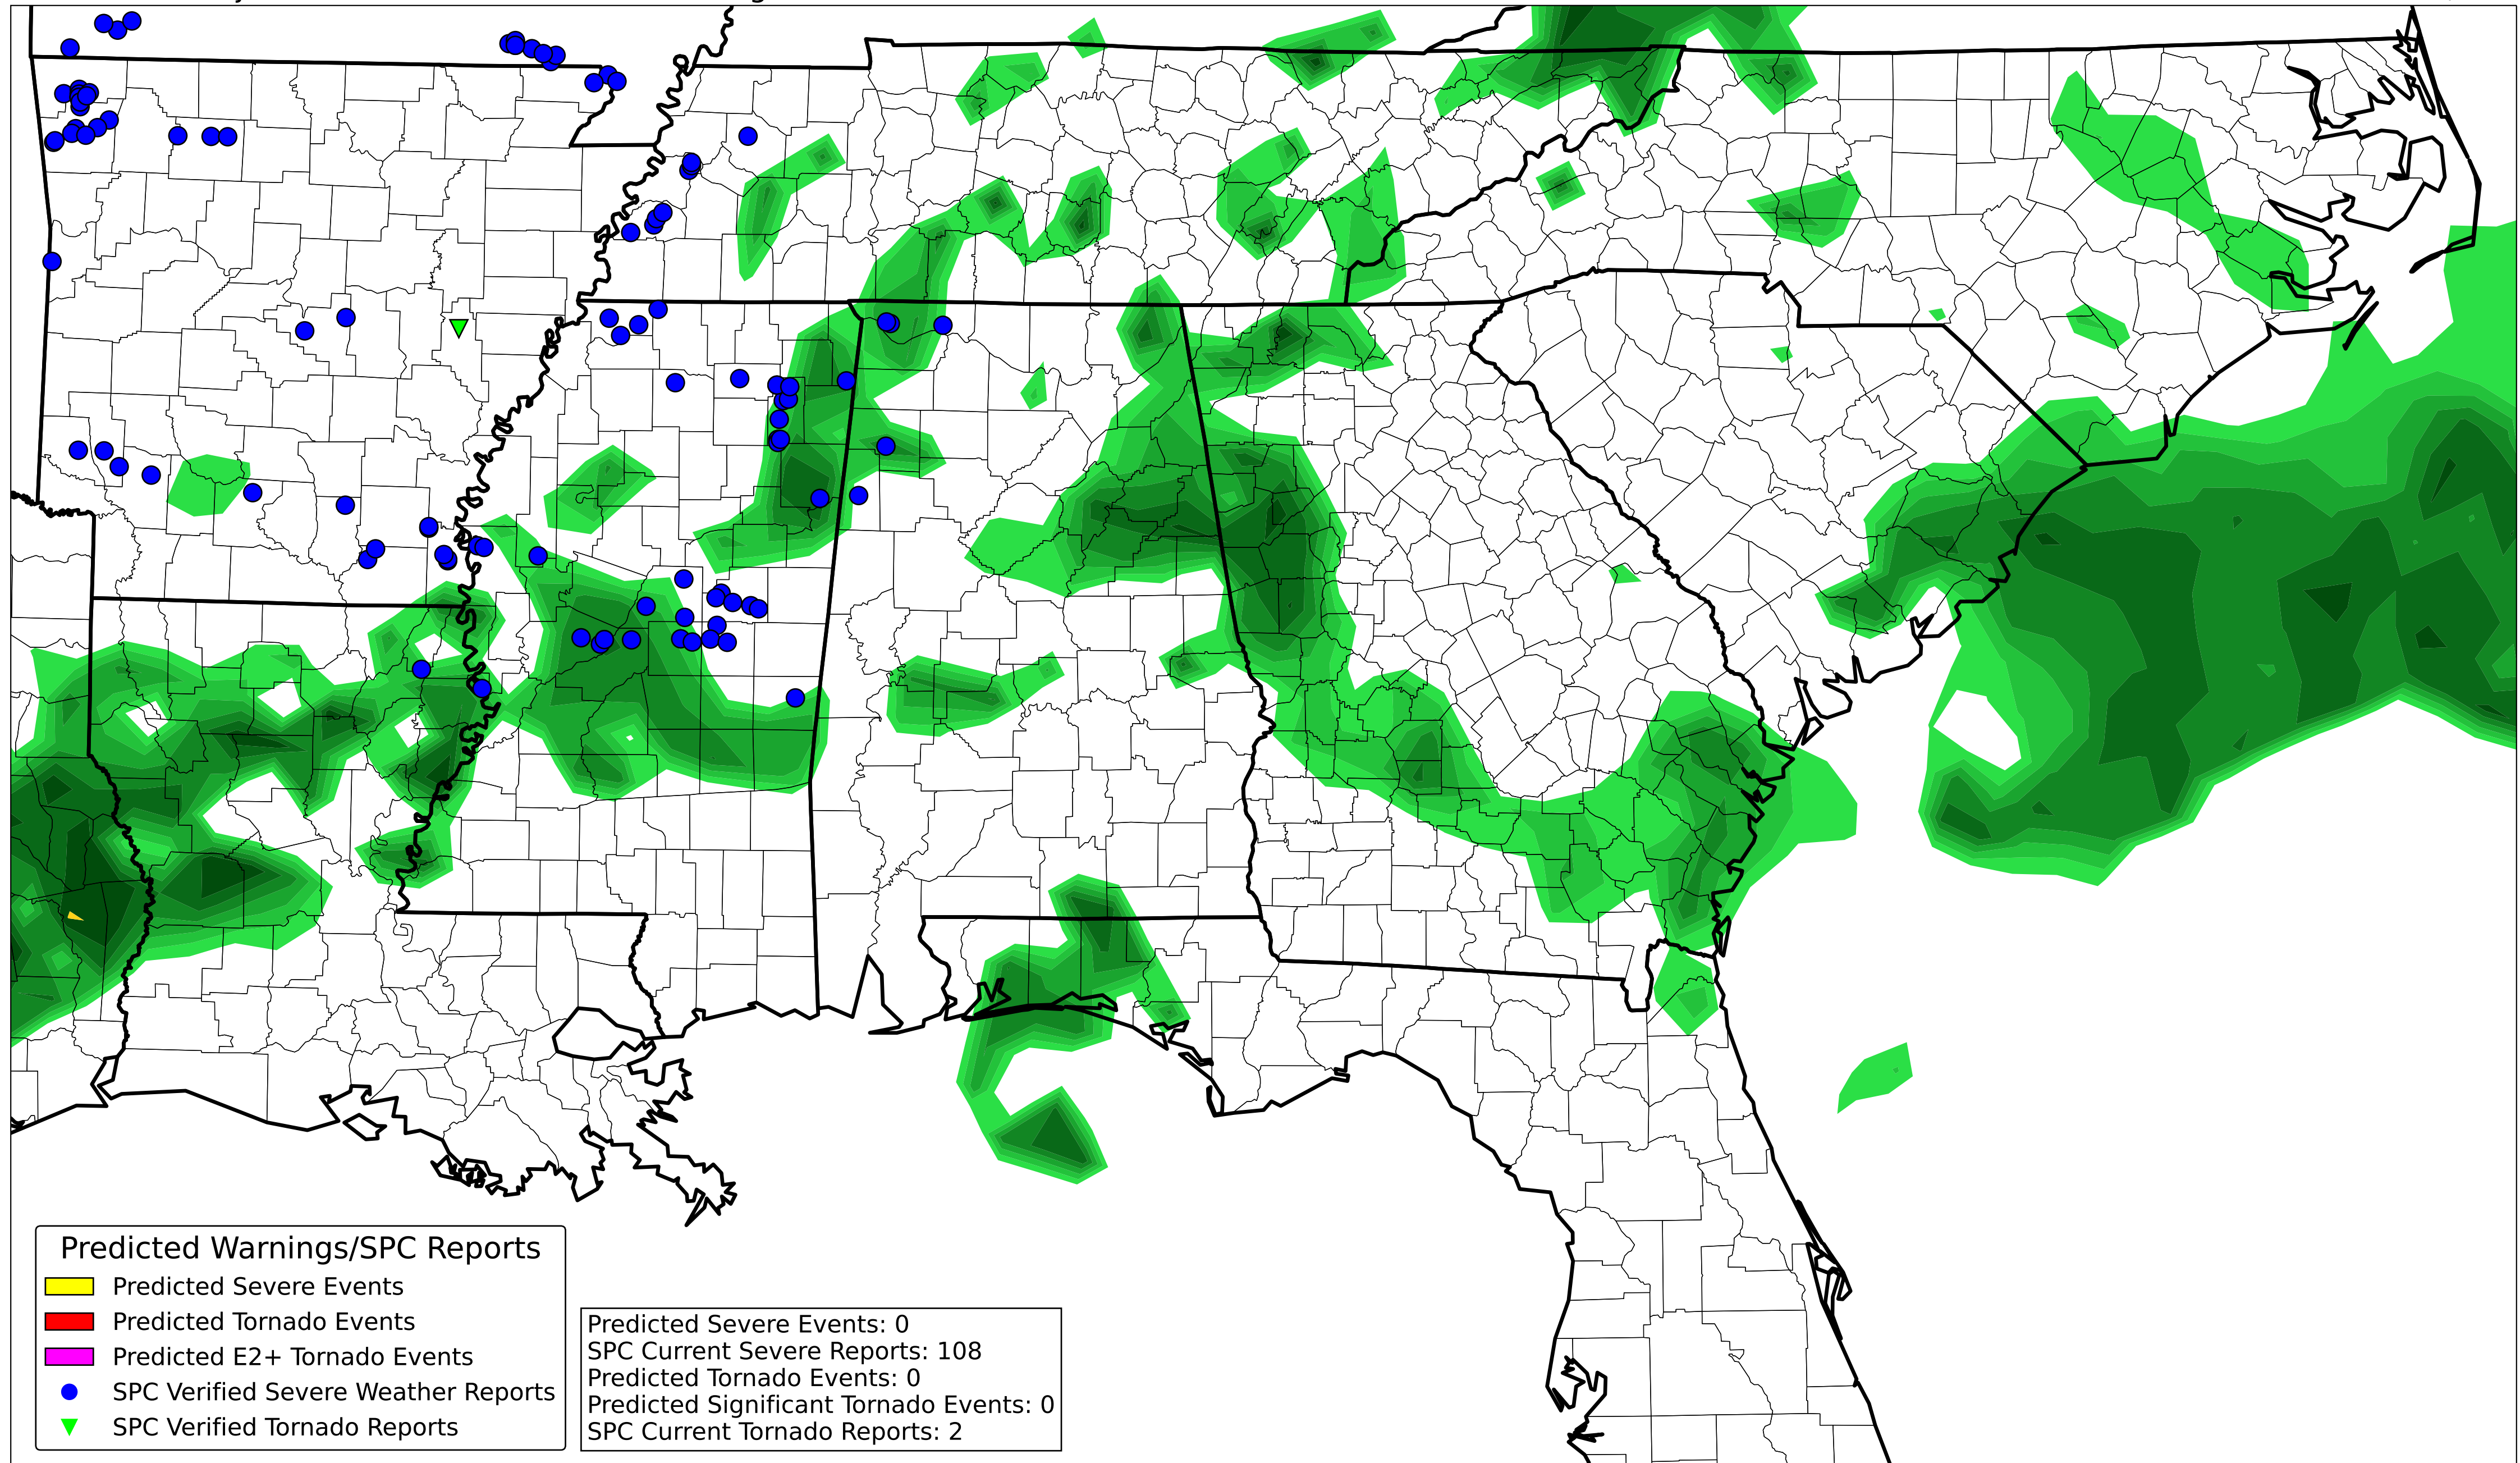 Predicted Warnings/SPC Reports
Predicted Severe Events
Predicted Tornado Events
Predicted E2+ Tornado Events
SPC Verified Severe Weather Reports
SPC Verified Tornado Reports
Predicted Severe Events: 0
SPC Current Severe Reports: 108
Predicted Tornado Events: 0
Predicted Significant Tornado Events: 0
SPC Current Tornado Reports: 2